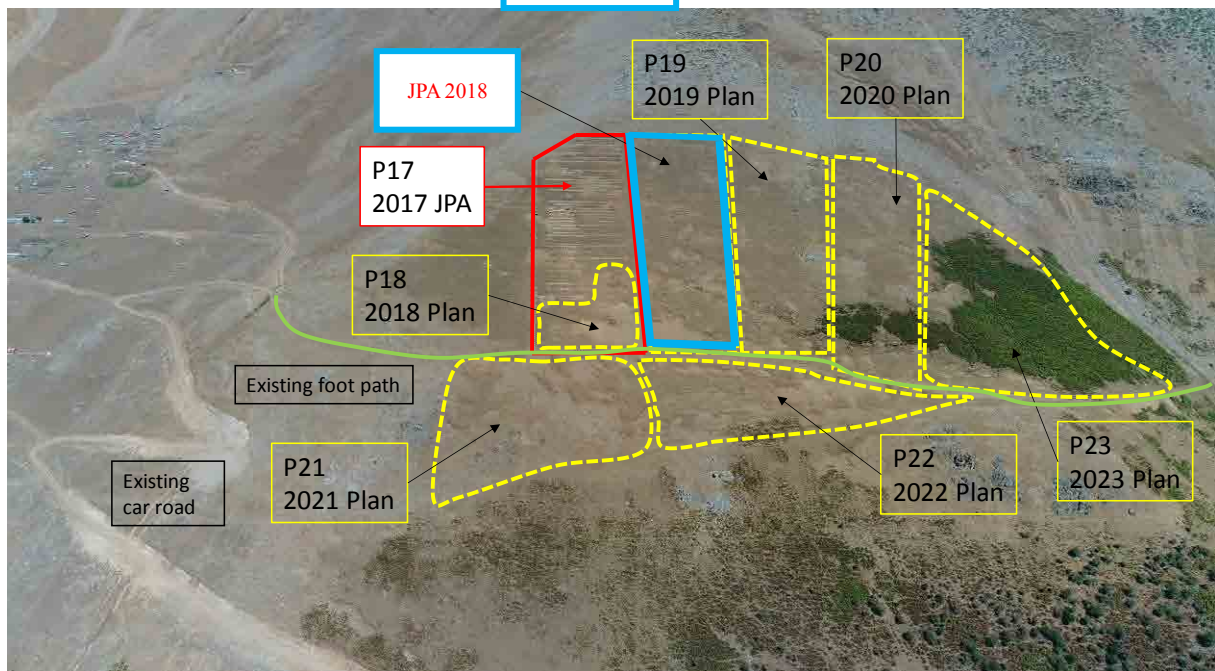 JPA 2018
P19
2019 Plan
P20
2020 Plan
P17
2017 JPA
P18
2018 Plan
Existing foot path
P21
2021 Plan
P22
2022 Plan
P23
2023 Plan
Existing
car road